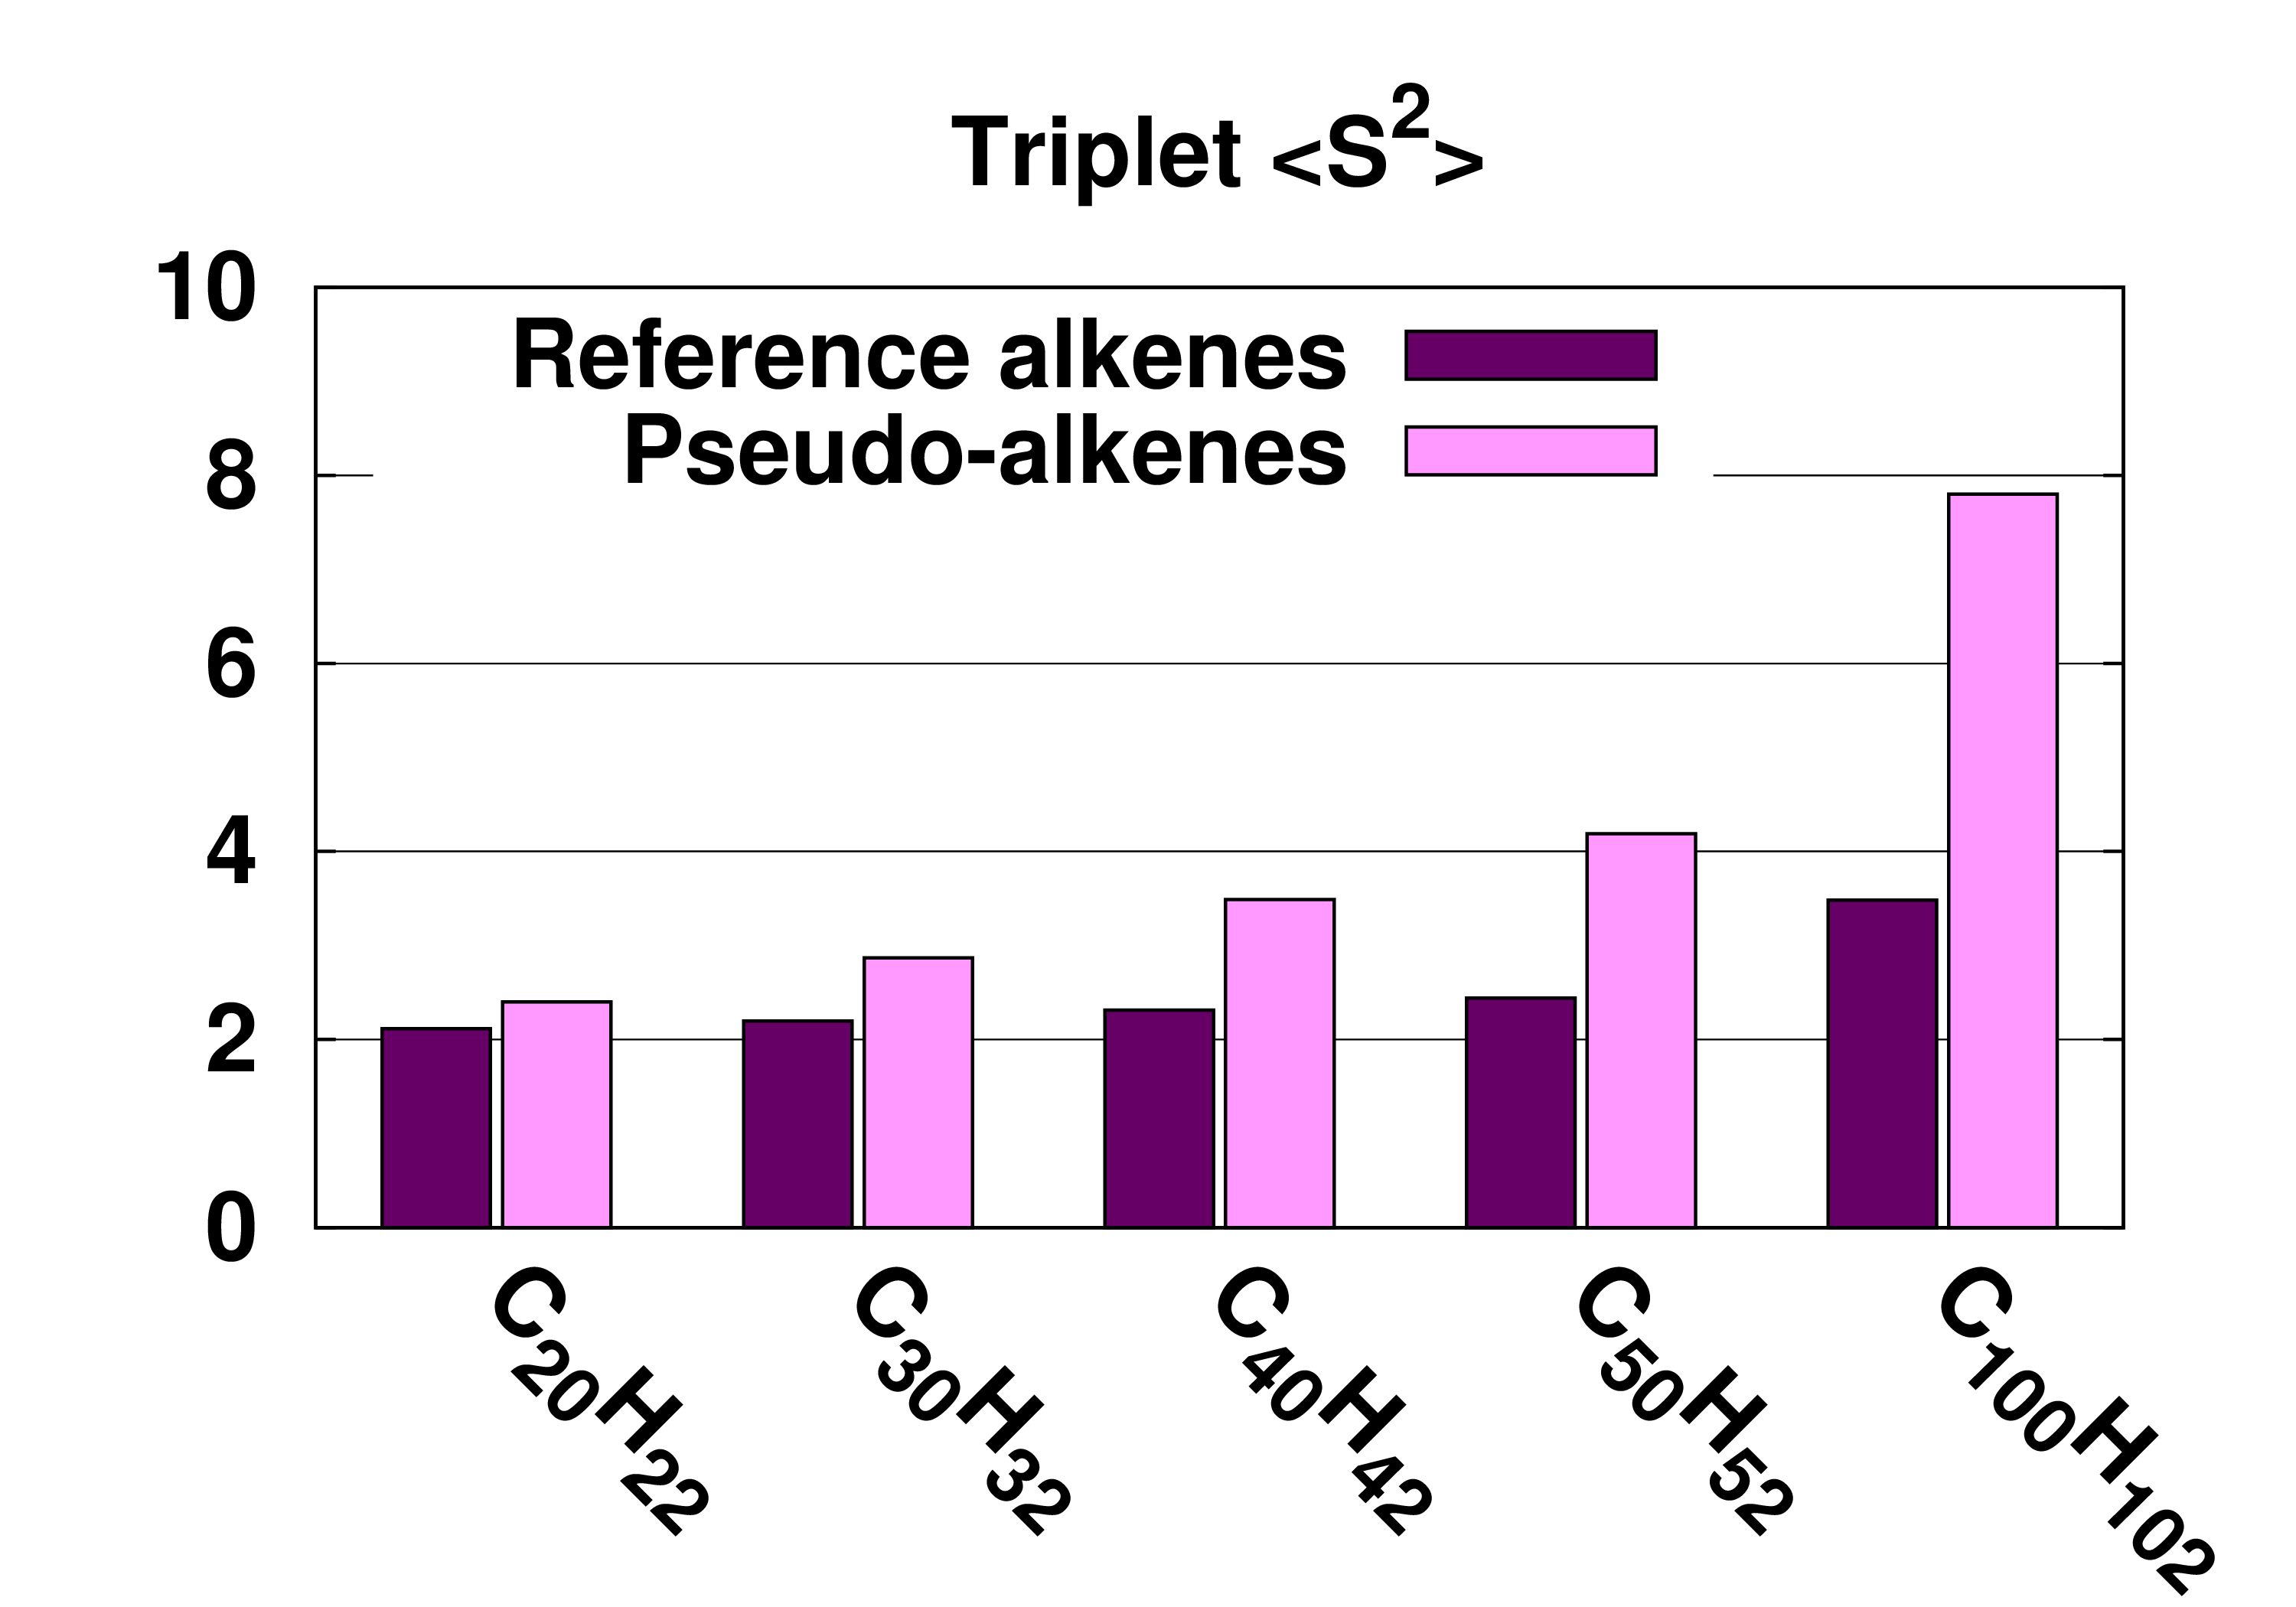 Triplet <S²>
10
Reference alkenes
Pseudo-alkenes
8
6
4
2
0
C₂₀H₂₂
C₃₀H₃₂
C₄₀H₄₂
C₅₀H₅₂
C₁₀₀H₁₀₂